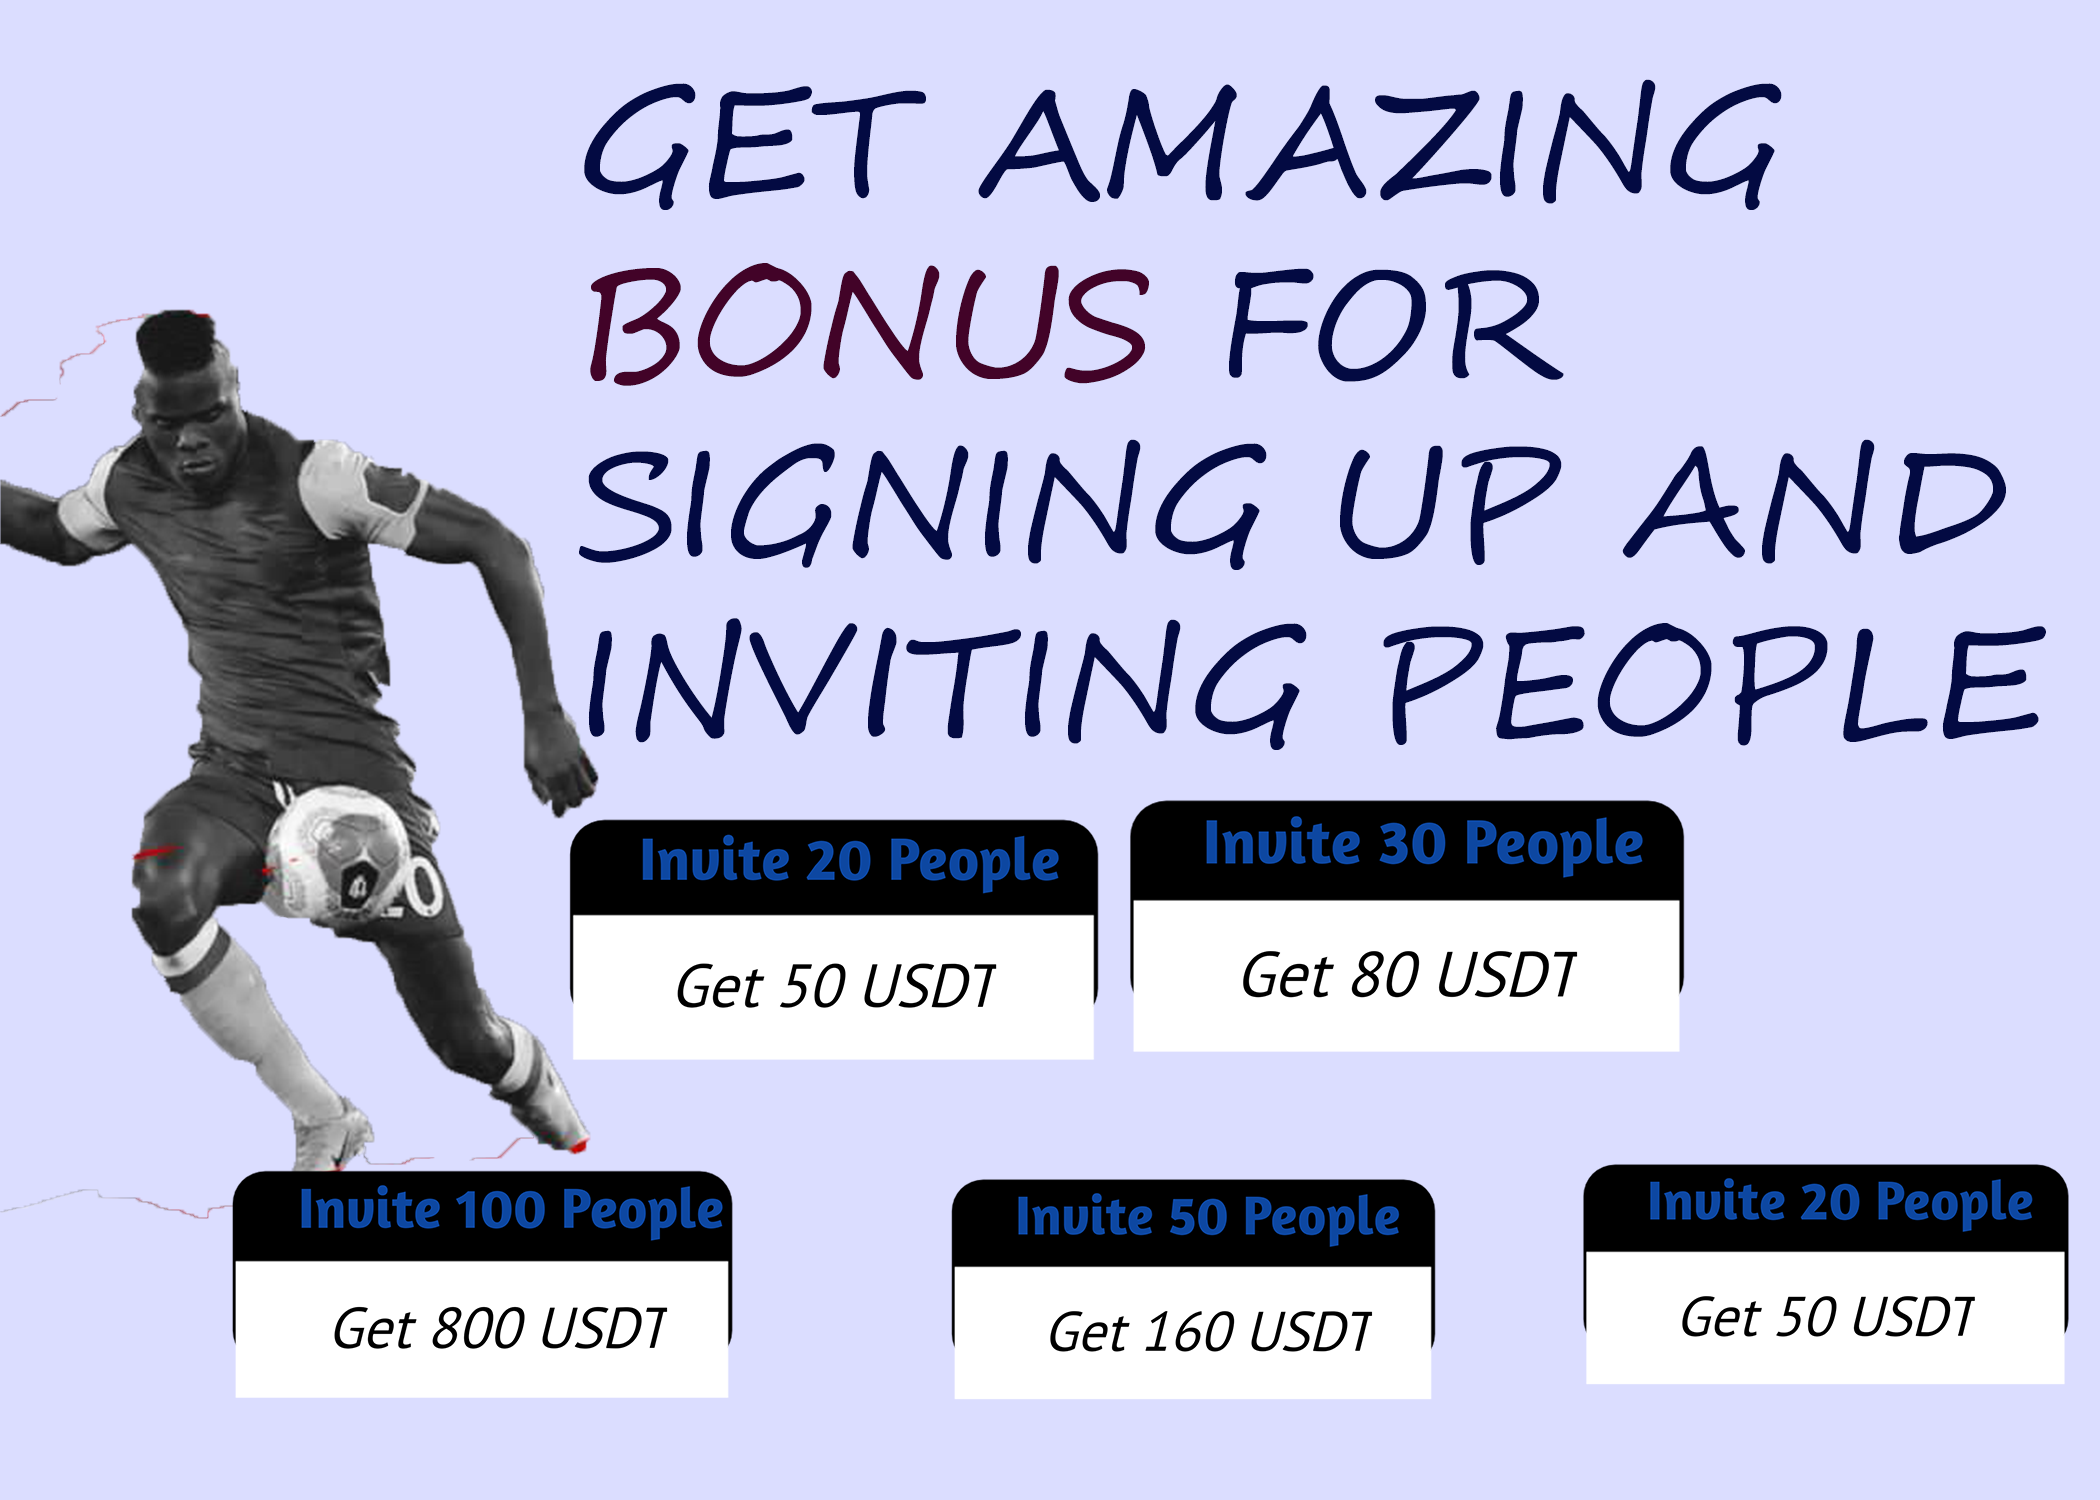 GET AMAZING
BONUS FOR
SIGNING UP AND
INVITING PEOPLE
Invite 20 People
Get 50 USDT
Invite 30 People
Get 80 USDT
20
Invite 100 People
Get 800 USDT
Invite 50 People
Get 160 USDT
Invite 20 People
Get 50 USDT